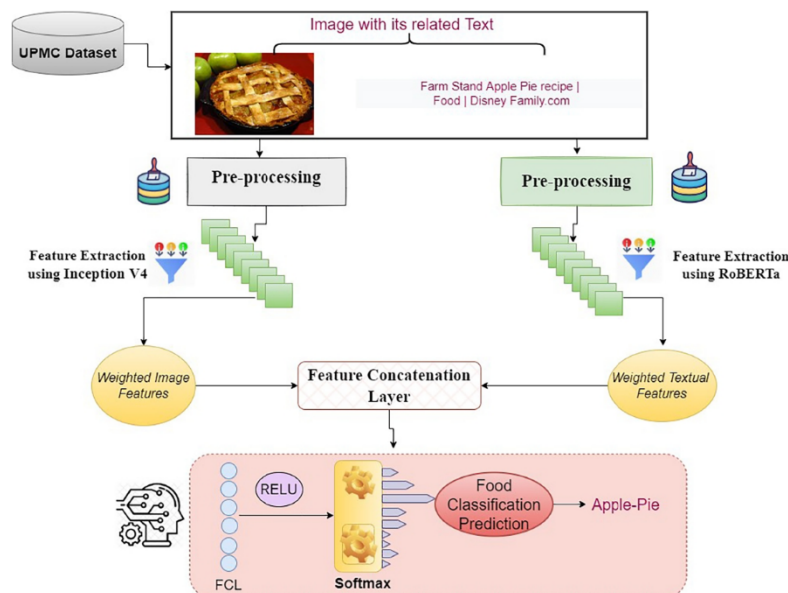 UPMC Dataset
Image with its related Text
Farm Stand Apple Pie recipe |
Food | Disney Family.com
Pre-processing
Pre-processing
Feature Extraction
using Inception V4
Feature Extraction
using RoBERTa
Weighted Image
Features
Feature Concatenation
Layer
Weighted Textual
Features
RELU
Food
Classification
Prediction
Apple-Pie
FCL
Softmax